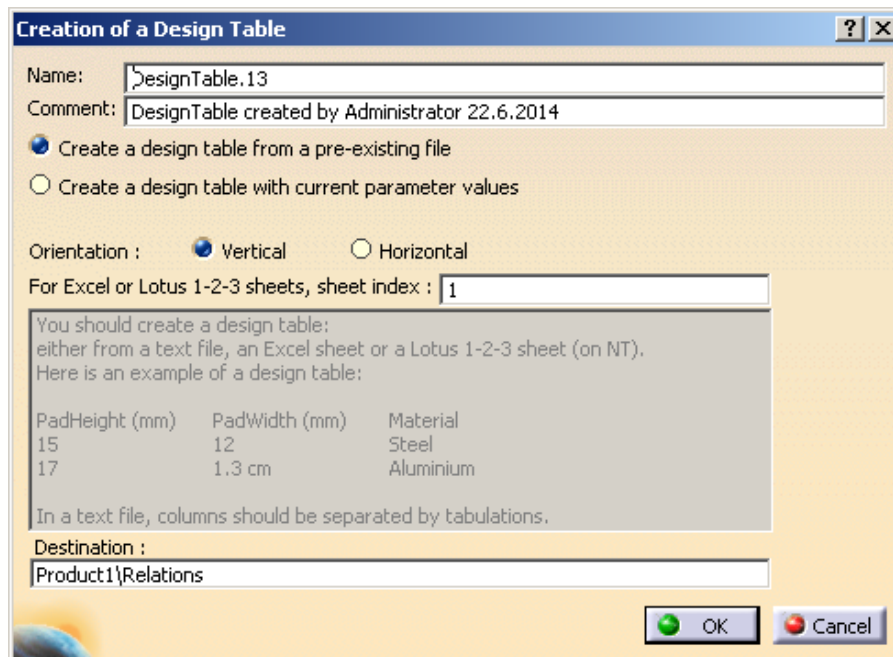 Creation of a Design Table
Name: DesignTable.13
Comment: DesignTable created by Administrator 22.6.2014
Create a design table from a pre-existing file
Create a design table with current parameter values
Orientation : Vertical Horizontal
For Excel or Lotus 1-2-3 sheets, sheet index : 1
You should create a design table:
either from a text file, an Excel sheet or a Lotus 1-2-3 sheet (on NT).
Here is an example of a design table:
PadHeight (mm) PadWidth (mm) Material
15 12 Steel
17 1.3 cm Aluminium
In a text file, columns should be separated by tabulations.
Destination :
Product1\Relations
OK Cancel